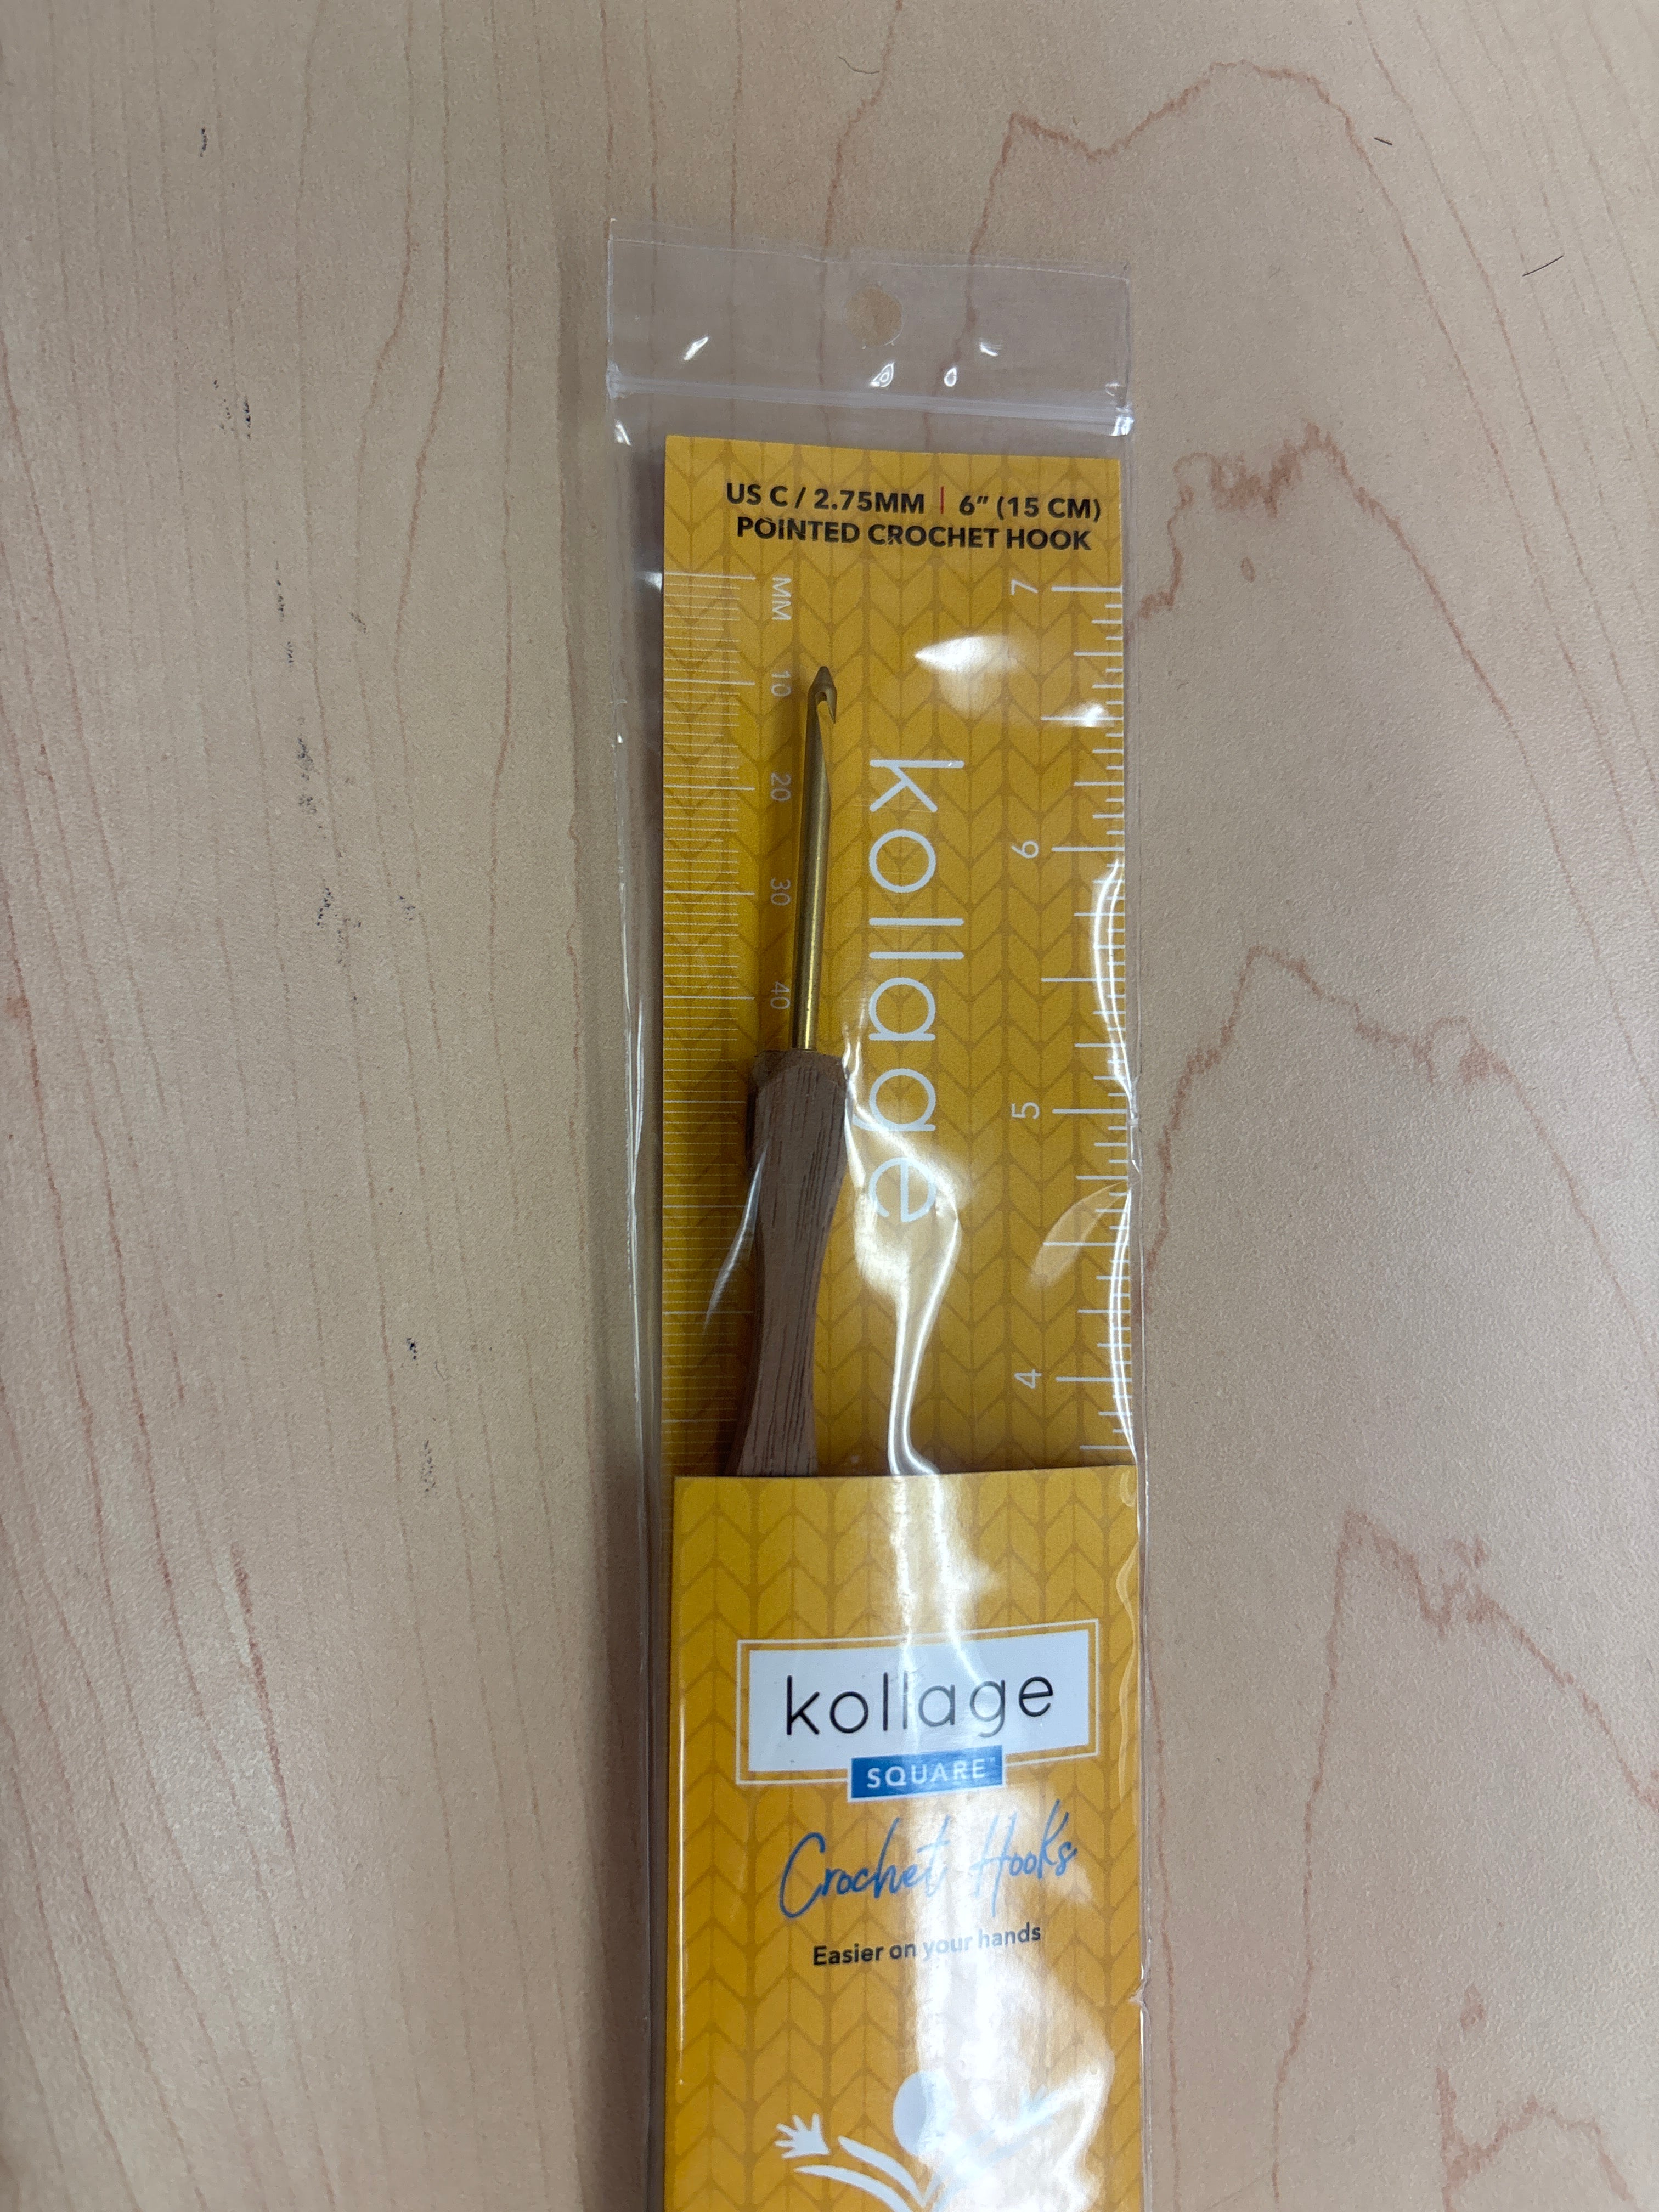 US C / 2.75MM | 6” (15 CM)
POINTED CROCHET HOOK
MM
10
20
30
40
kollage
7
6
5
4
kollage
SQUARE™
Crochet Hooks
Easier on your hands